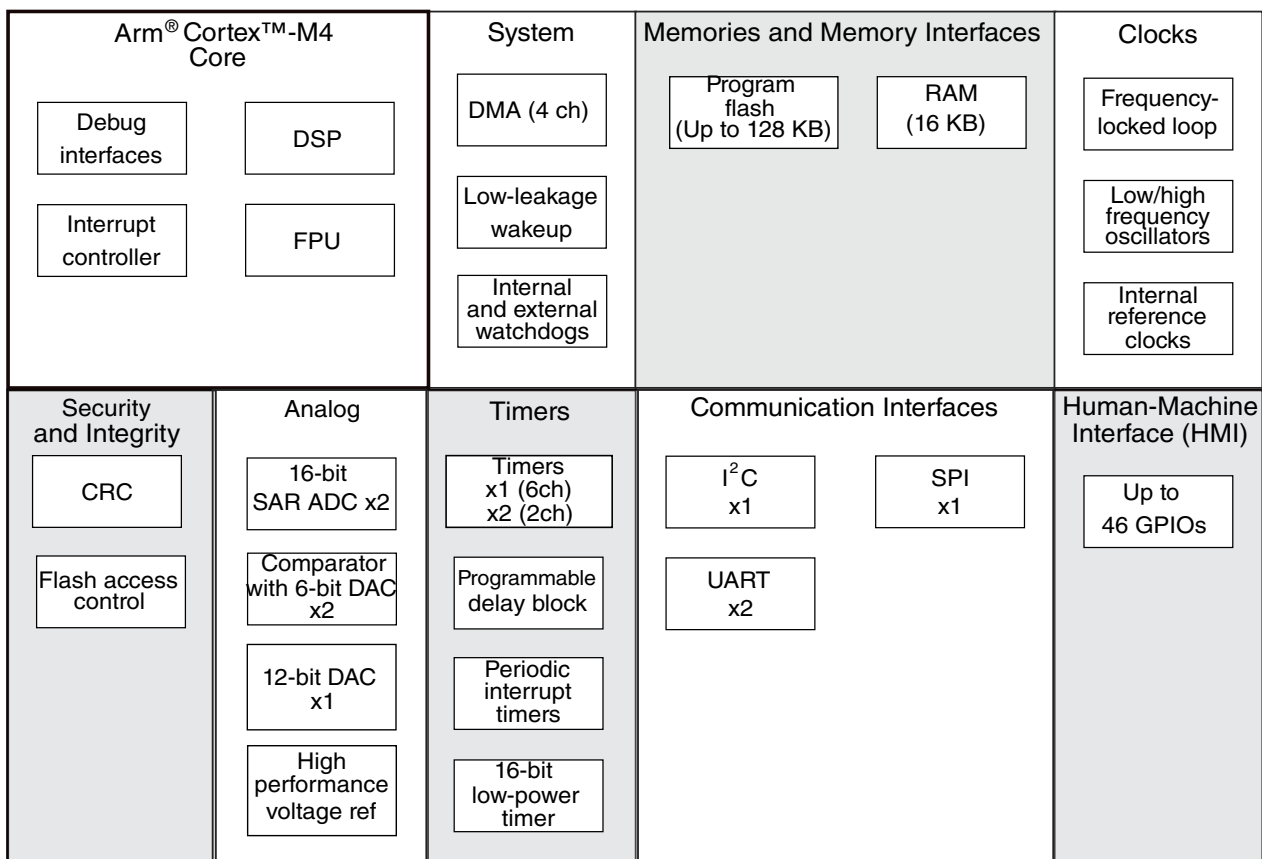 Arm® Cortex™-M4
Core
Debug
interfaces
DSP
Interrupt
controller
FPU
System
DMA (4 ch)
Low-leakage
wakeup
Internal
and external
watchdogs
Memories and Memory Interfaces
Program
flash
(Up to 128 KB)
RAM
(16 KB)
Clocks
Frequency-
locked loop
Low/high
frequency
oscillators
Internal
reference
clocks
Security
and Integrity
CRC
Flash access
control
Analog
16-bit
SAR ADC x2
Comparator
with 6-bit DAC
x2
12-bit DAC
x1
High
performance
voltage ref
Timers
Timers
x1 (6ch)
x2 (2ch)
Programmable
delay block
Periodic
interrupt
timers
16-bit
low-power
timer
Communication Interfaces
I²C
x1
SPI
x1
UART
x2
Human-Machine
Interface (HMI)
Up to
46 GPIOs